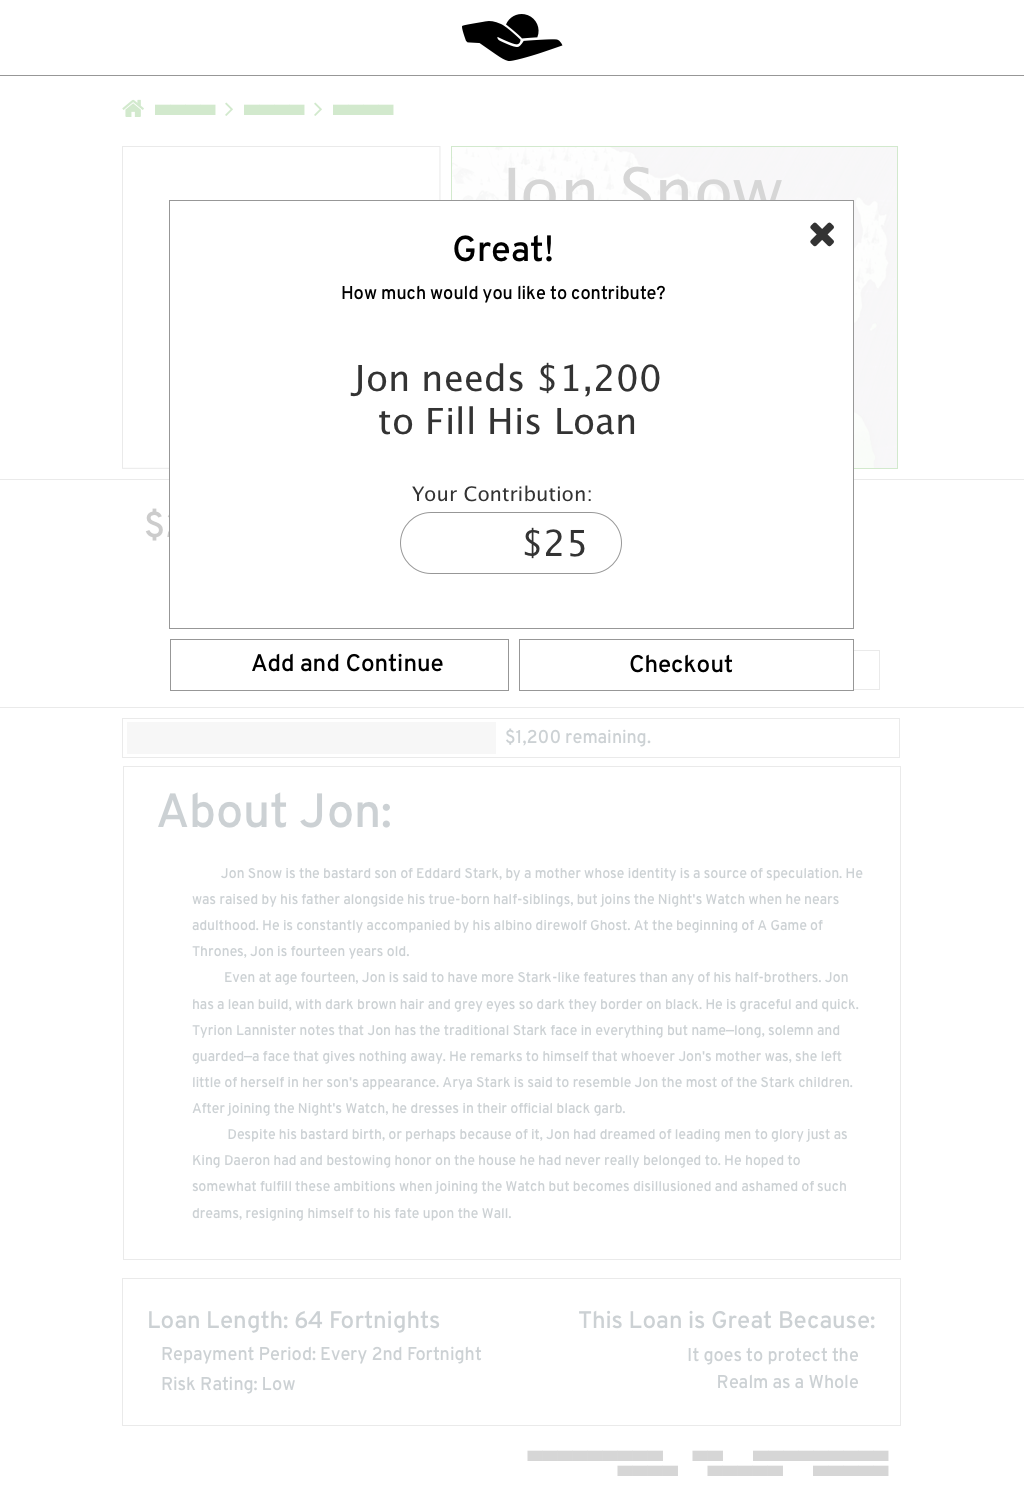 Jon Snow
Great!
How much would you like to contribute?
Jon needs $1,200
to Fill His Loan
Your Contribution:
$25
Add and Continue
Checkout
$1,200 remaining.
About Jon:
Jon Snow is the bastard son of Eddard Stark, by a mother whose identity is a source of speculation. He
was raised by his father alongside his true-born half-siblings, but joins the Night's Watch when he nears
adulthood. He is constantly accompanied by his albino direwolf Ghost. At the beginning of A Game of
Thrones, Jon is fourteen years old.
Even at age fourteen, Jon is said to have more Stark-like features than any of his half-brothers. Jon
has a lean build, with dark brown hair and grey eyes so dark they border on black. He is graceful and quick.
Tyrion Lannister notes that Jon has the traditional Stark face in everything but name—long, solemn and
guarded—a face that gives nothing away. He remarks to himself that whoever Jon's mother was, she left
little of herself in her son's appearance. Arya Stark is said to resemble Jon the most of the Stark children.
After joining the Night's Watch, he dresses in their official black garb.
Despite his bastard birth, or perhaps because of it, Jon had dreamed of leading men to glory just as
King Daeron had and bestowing honor on the house he had never really belonged to. He hoped to
somewhat fulfill these ambitions when joining the Watch but becomes disillusioned and ashamed of such
dreams, resigning himself to his fate upon the Wall.
Loan Length: 64 Fortnights
Repayment Period: Every 2nd Fortnight
Risk Rating: Low
This Loan is Great Because:
It goes to protect the
Realm as a Whole